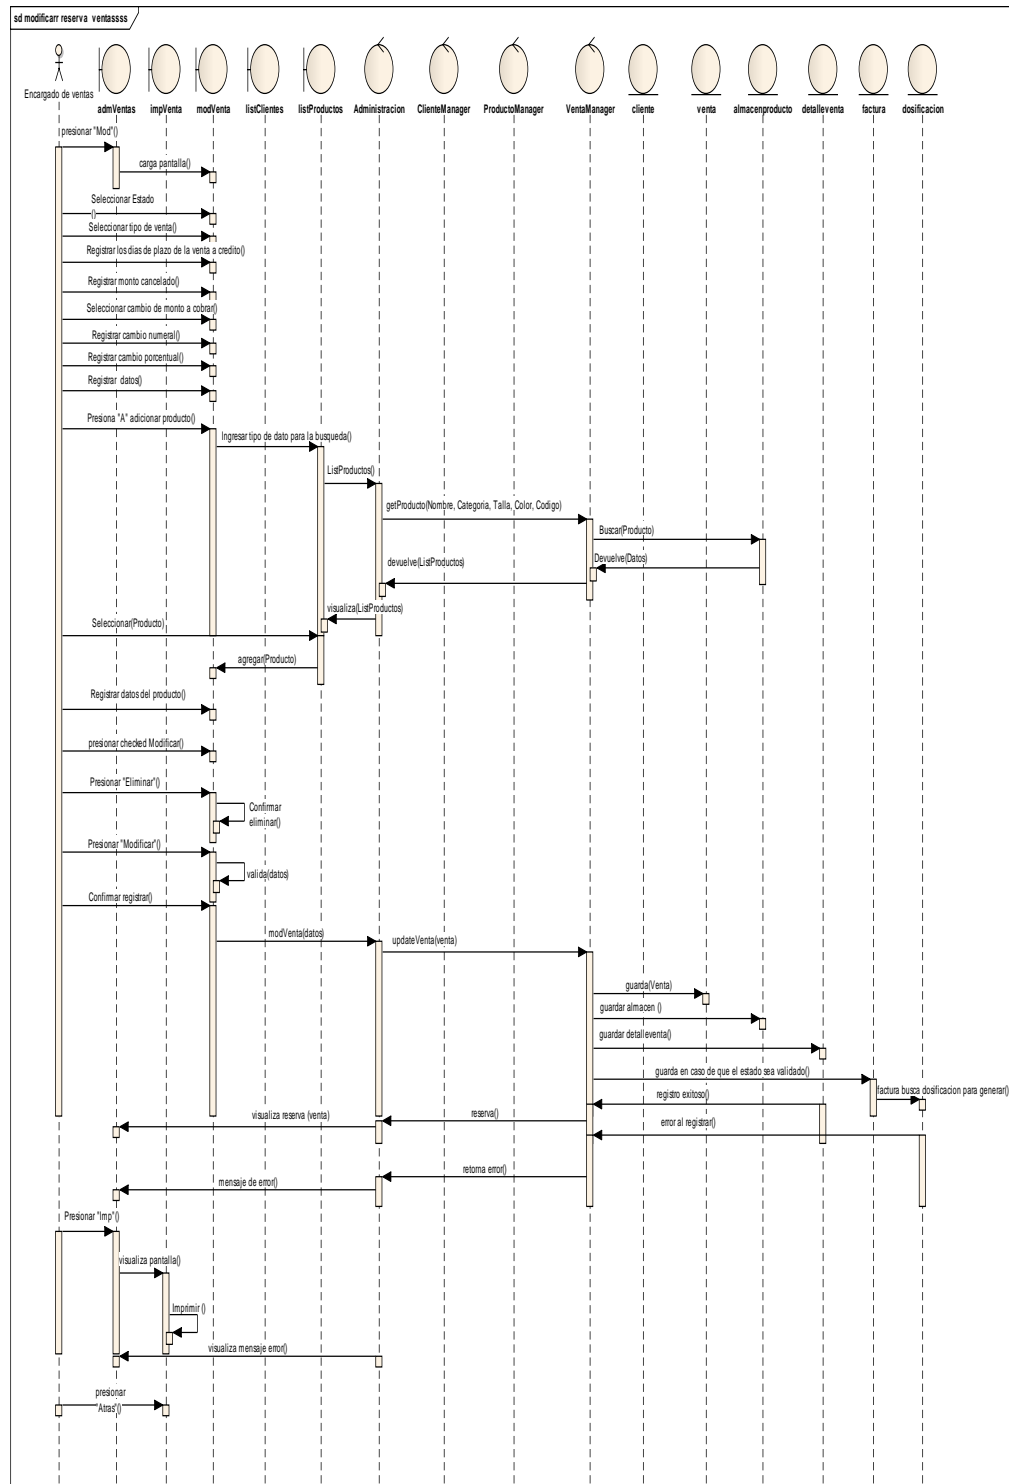 sd modificarr reserva ventassss
Encargado de ventas
admVentas
impVenta
modVenta
listClientes
listProductos
Administracion
ClienteManager
ProductoManager
VentaManager
cliente
venta
almacenproducto
detalleventa
factura
dosificacion
presionar "Mod"()
carga pantalla()
Seleccionar Estado
()
Seleccionar tipo de venta()
Registrar los dias de plazo de la venta a credito()
Registrar monto cancelado()
Seleccionar cambio de monto a cobrar()
Registrar cambio numeral()
Registrar cambio porcentual()
Registrar datos()
Presiona "A" adicionar producto()
Ingresar tipo de dato para la busqueda()
ListProductos()
getProducto(Nombre, Categoria, Talla, Color, Codigo)
Buscar(Producto)
Devuelve(Datos)
devuelve(ListProductos)
visualiza(ListProductos)
Seleccionar(Producto)
agregar(Producto)
Registrar datos del producto()
presionar checked Modificar()
Presionar "Eliminar"()
Confirmar
eliminar()
Presionar "Modificar"()
valida(datos)
Confirmar registrar()
modVenta(datos)
updateVenta(venta)
guarda(Venta)
guardar almacen ()
guardar detalleventa()
guarda en caso de que el estado sea validado()
factura busca dosificacion para generar()
registro exitoso()
reserva()
visualiza reserva (venta)
error al registrar()
retorna error()
mensaje de error()
Presionar "Imp"()
visualiza pantalla()
Imprimir ()
visualiza mensaje error()
presionar
"Atras"()